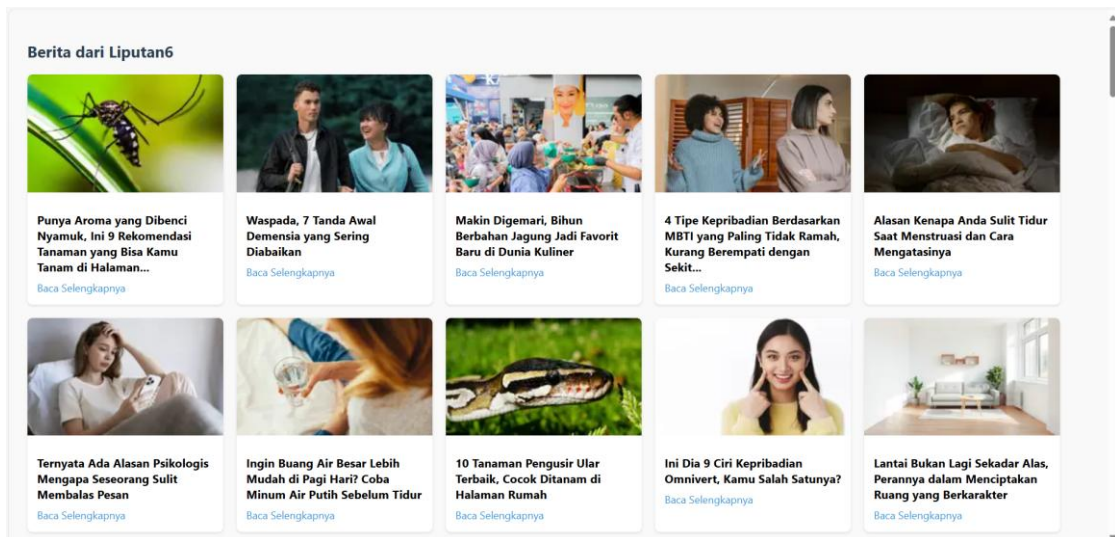 Berita dari Liputan6
Punya Aroma yang Dibenci
Nyamuk, Ini 9 Rekomendasi
Tanaman yang Bisa Kamu
Tanam di Halaman...
Baca Selengkapnya
Waspada, 7 Tanda Awal
Demensia yang Sering
Diabaikan
Baca Selengkapnya
Makin Digemari, Bihun
Berbahan Jagung Jadi Favorit
Baru di Dunia Kuliner
Baca Selengkapnya
4 Tipe Kepribadian Berdasarkan
MBTI yang Paling Tidak Ramah,
Kurang Berempati dengan
Sekit...
Baca Selengkapnya
Alasan Kenapa Anda Sulit Tidur
Saat Menstruasi dan Cara
Mengatasinya
Baca Selengkapnya
Ternyata Ada Alasan Psikologis
Mengapa Seseorang Sulit
Membalas Pesan
Baca Selengkapnya
Ingin Buang Air Besar Lebih
Mudah di Pagi Hari? Coba
Minum Air Putih Sebelum Tidur
Baca Selengkapnya
10 Tanaman Pengusir Ular
Terbaik, Cocok Ditanam di
Halaman Rumah
Baca Selengkapnya
Ini Dia 9 Ciri Kepribadian
Omnivert, Kamu Salah Satunya?
Baca Selengkapnya
Lantai Bukan Lagi Sekadar Alas,
Perannya dalam Menciptakan
Ruang yang Berkarakter
Baca Selengkapnya